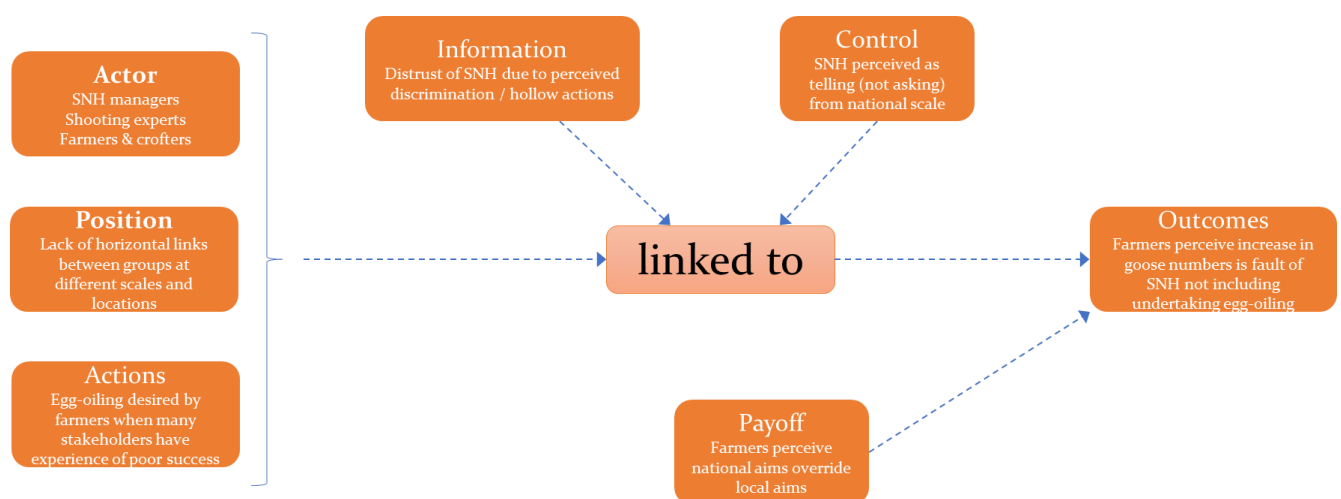 Actor
SNH managers
Shooting experts
Farmers & crofters
Position
Lack of horizontal links
between groups at
different scales and
locations
Actions
Egg-oiling desired by
farmers when many
stakeholders have
experience of poor success
Information
Distrust of SNH due to perceived
discrimination / hollow actions
Control
SNH perceived as
telling (not asking)
from national scale
linked to
Outcomes
Farmers perceive increase in
goose numbers is fault of
SNH not including
undertaking egg-oiling
Payoff
Farmers perceive
national aims override
local aims